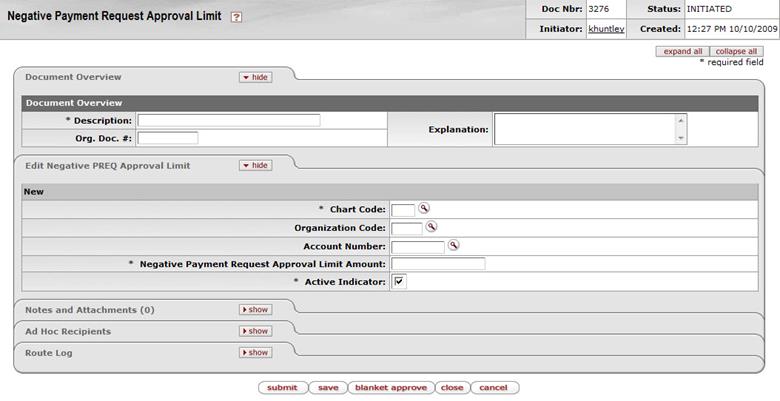 Negative Payment Request Approval Limit ?
Doc Nbr: 3276 Status: INITIATED
Initiator: khuntley Created: 12:27 PM 10/10/2009
expand all collapse all
* required field
Document Overview hide
Document Overview
* Description: Explanation:
Org. Doc. #:
Edit Negative PREQ Approval Limit hide
New
* Chart Code:
Organization Code:
Account Number:
* Negative Payment Request Approval Limit Amount:
* Active Indicator:
Notes and Attachments (0) show
Ad Hoc Recipients show
Route Log show
submit save blanket approve close cancel